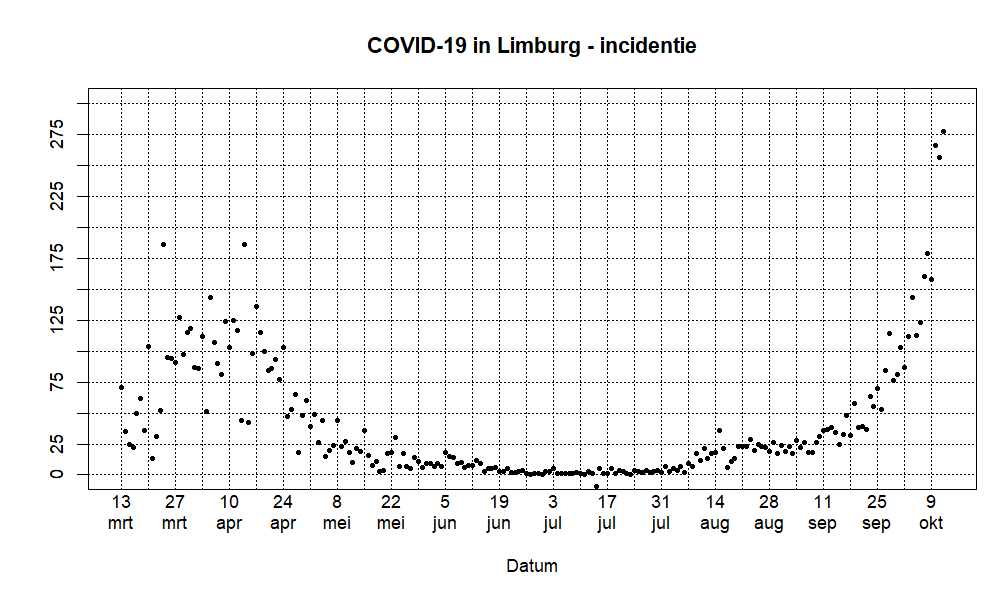 COVID-19 in Limburg - incidentie
275
225
175
125
75
25
0
13 27 10 24 8 22 5 19 3 17 31 14 28 11 25 9
mrt mrt apr apr mei mei jun jun jul jul jul aug aug sep sep okt
Datum